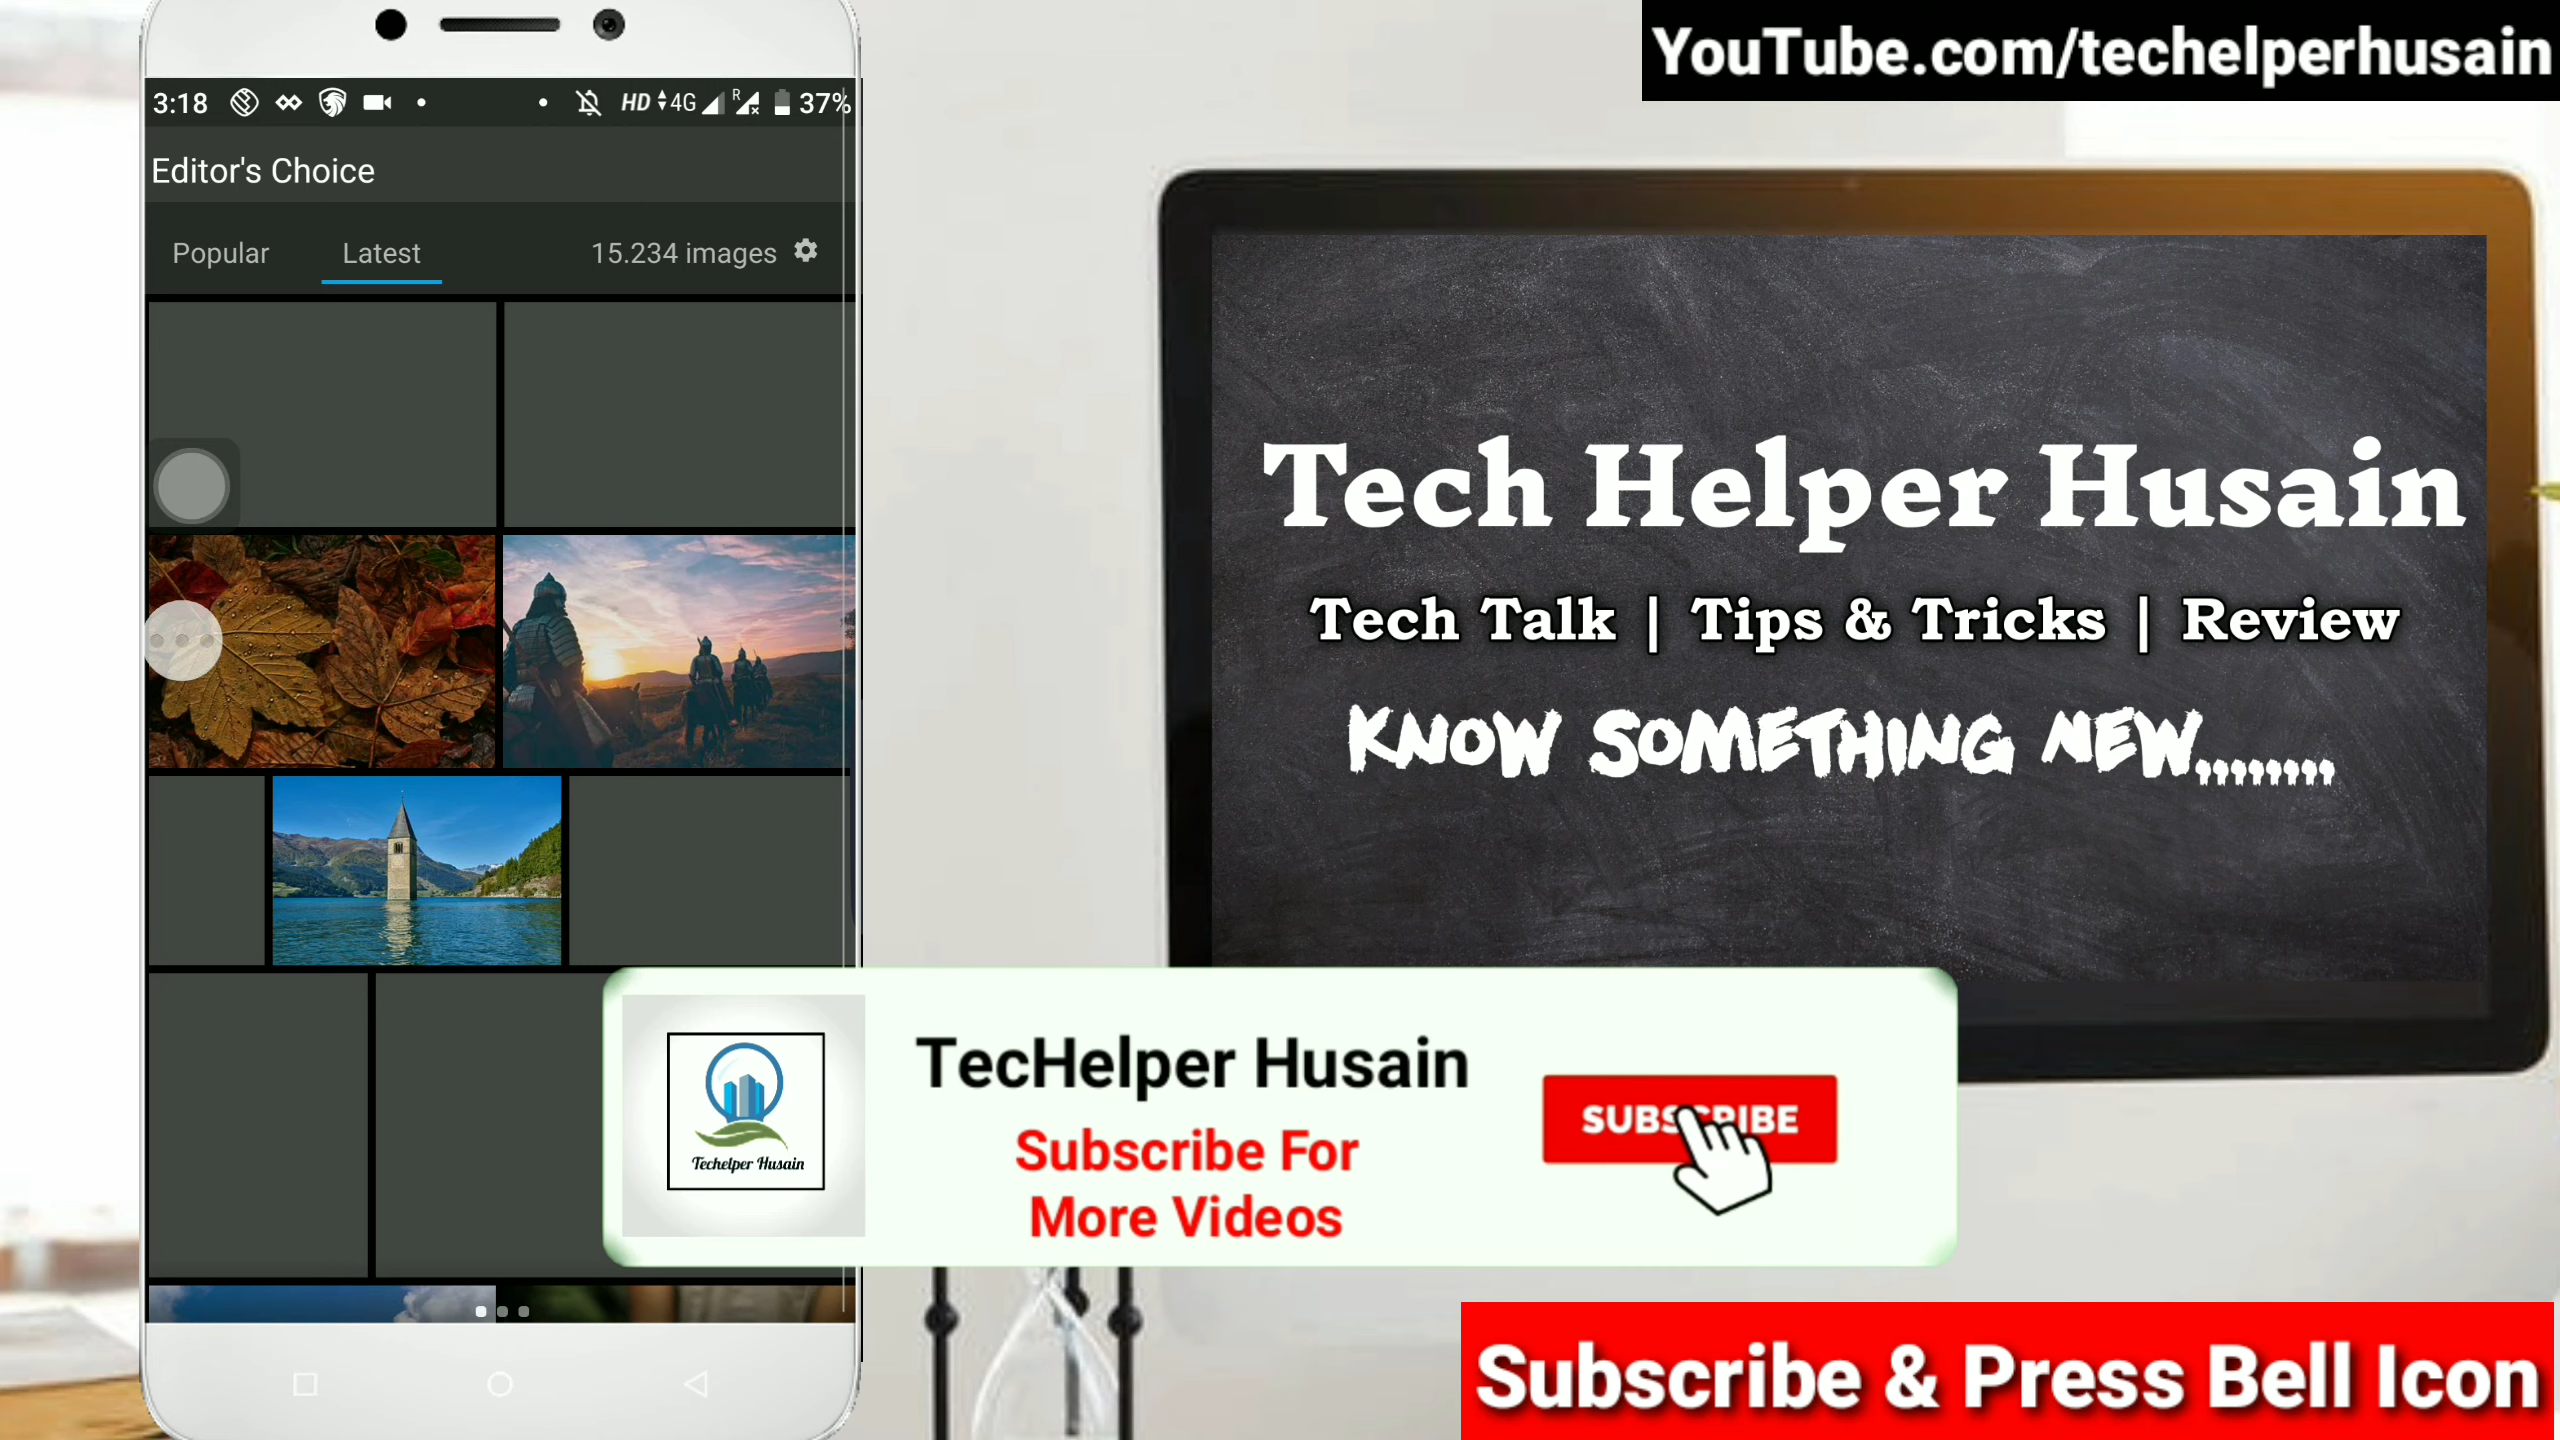 YouTube.com/techelperhusain
3:18 HD 4G R 37%
Editor's Choice
Popular Latest 15.234 images
Tech Helper Husain
Tech Talk | Tips & Tricks | Review
KNOW SOMETHING NEW,,,,,,,,
TecHelper Husain
Subscribe For
More Videos
SUBSCRIBE
Techelper Husain
Subscribe & Press Bell Icon